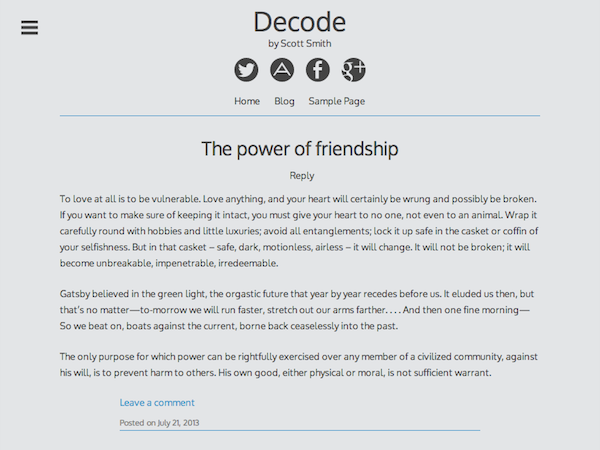 Decode
by Scott Smith
g+
Home Blog Sample Page
The power of friendship
Reply
To love at all is to be vulnerable. Love anything, and your heart will certainly be wrung and possibly be broken.
If you want to make sure of keeping it intact, you must give your heart to no one, not even to an animal. Wrap it
carefully round with hobbies and little luxuries; avoid all entanglements; lock it up safe in the casket or coffin of
your selfishness. But in that casket – safe, dark, motionless, airless – it will change. It will not be broken; it will
become unbreakable, impenetrable, irredeemable.
Gatsby believed in the green light, the orgastic future that year by year recedes before us. It eluded us then, but
that's no matter—to-morrow we will run faster, stretch out our arms farther. . . . And then one fine morning—
So we beat on, boats against the current, borne back ceaselessly into the past.
The only purpose for which power can be rightfully exercised over any member of a civilized community, against
his will, is to prevent harm to others. His own good, either physical or moral, is not sufficient warrant.
Leave a comment
Posted on July 21, 2013